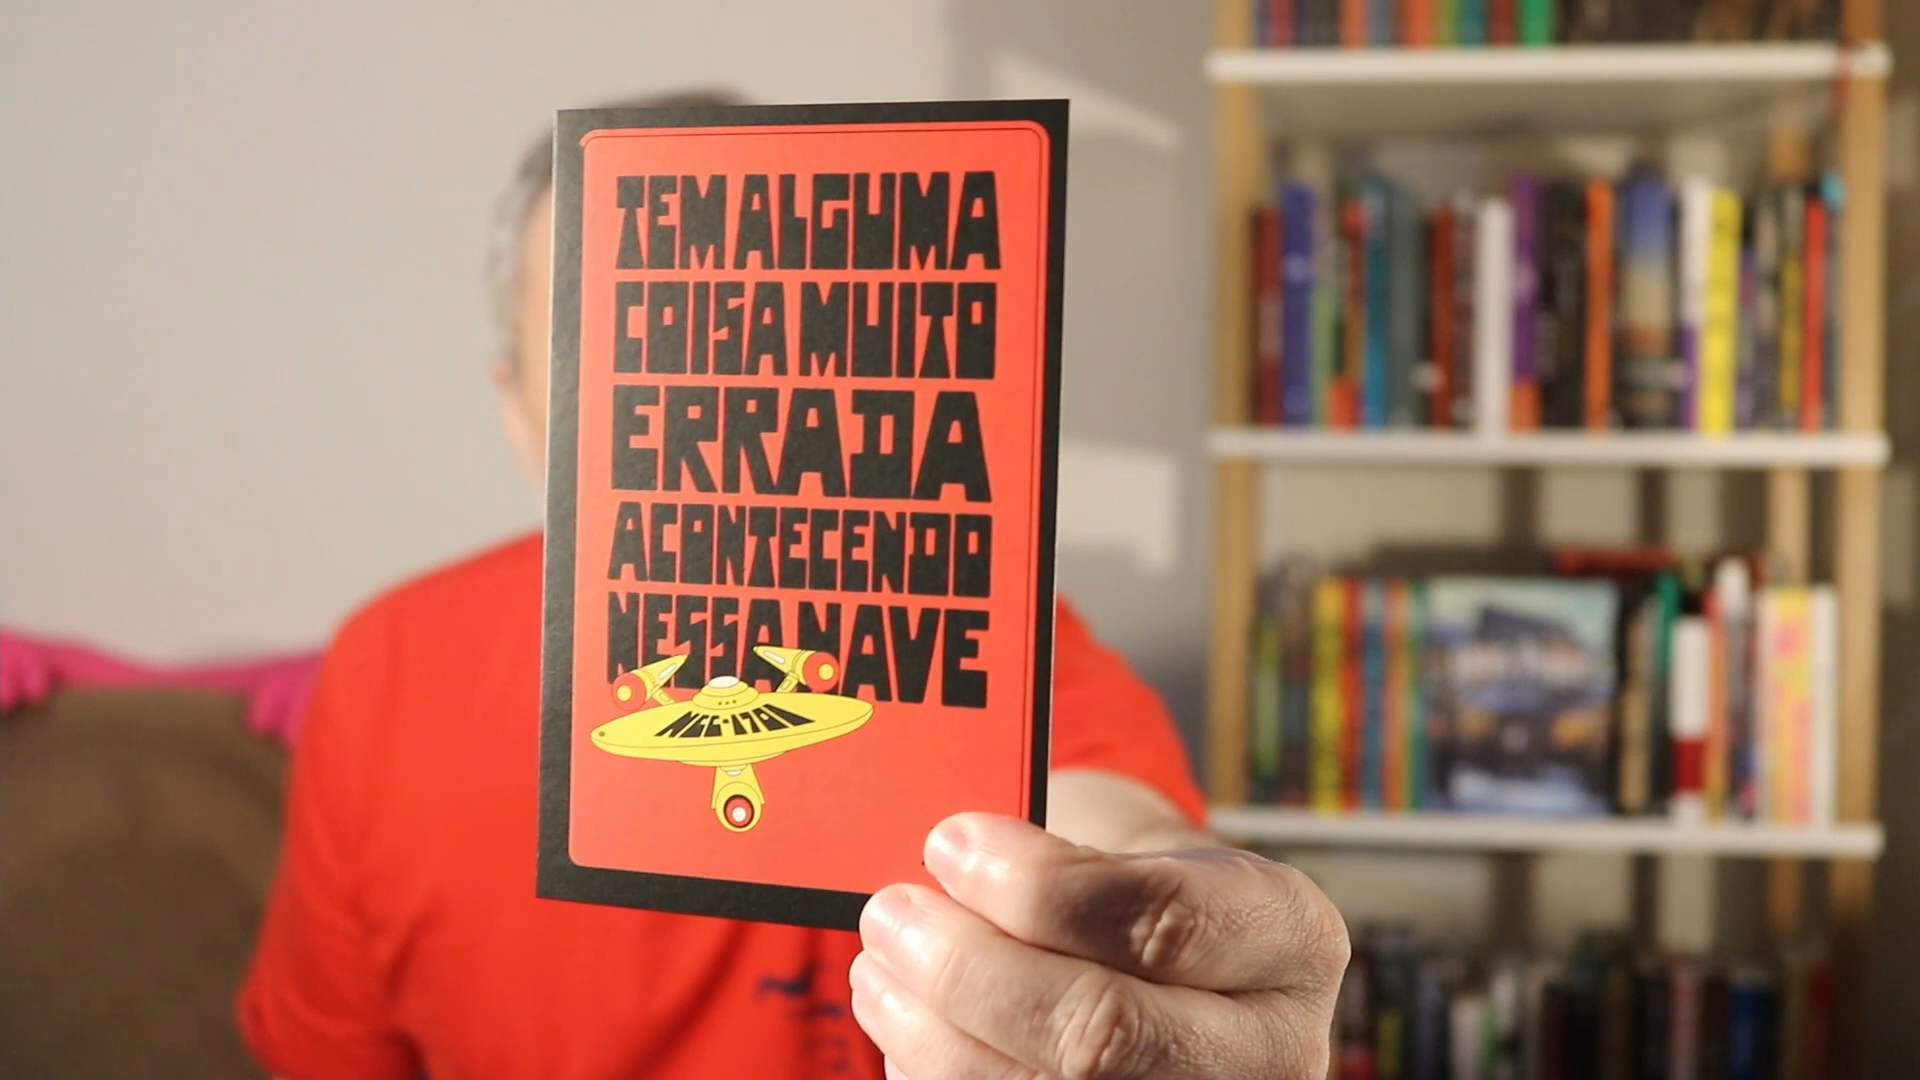 TEM ALGUMA
COISA MUITO
ERRADA
ACONTECENDO
NESSA NAVE
NCC-1701